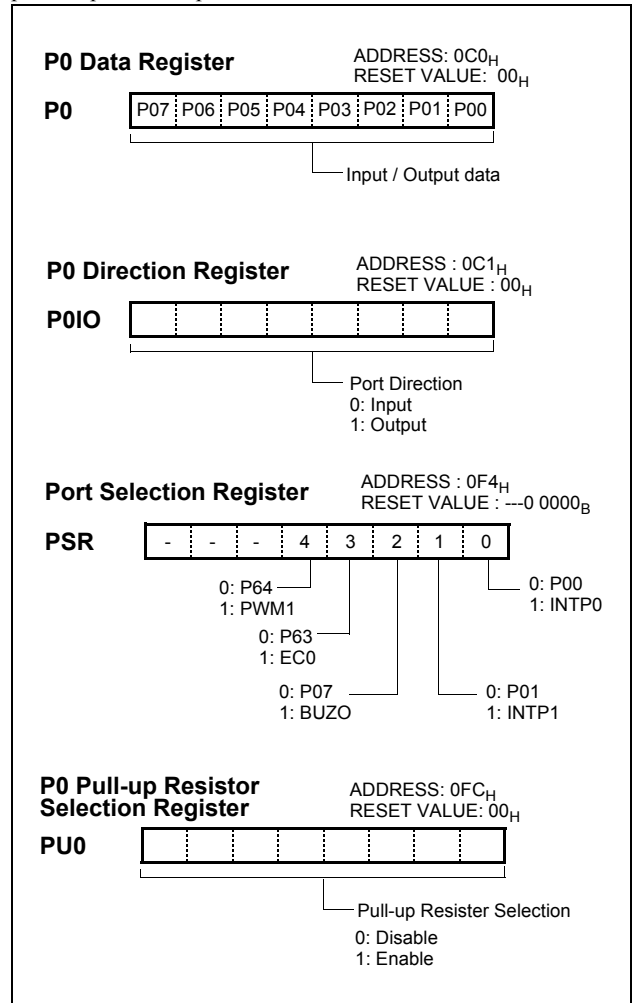 P0 Data Register
ADDRESS: 0C0H
RESET VALUE: 00H
P0 P07 P06 P05 P04 P03 P02 P01 P00
Input / Output data
P0 Direction Register
ADDRESS : 0C1H
RESET VALUE : 00H
P0IO
Port Direction
0: Input
1: Output
Port Selection Register
ADDRESS : 0F4H
RESET VALUE : ---0 0000B
PSR - - - 4 3 2 1 0
0: P64
1: PWM1
0: P00
1: INTP0
0: P63
1: EC0
0: P07
1: BUZO
0: P01
1: INTP1
P0 Pull-up Resistor
Selection Register
ADDRESS: 0FCH
RESET VALUE: 00H
PU0
Pull-up Resister Selection
0: Disable
1: Enable